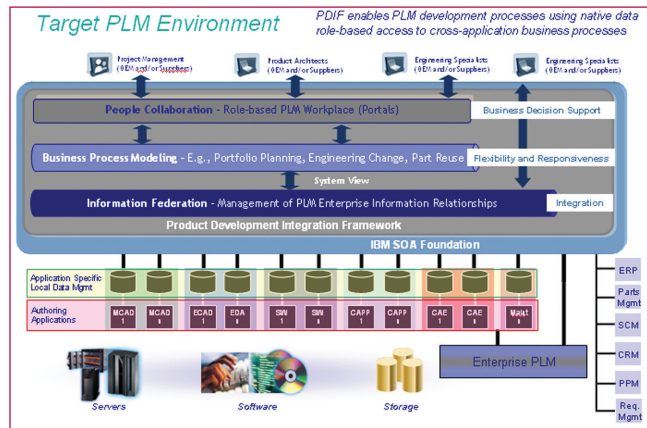 Target PLM Environment
PDIF enables PLM development processes using native data
role-based access to cross-application business processes
Project Management
(OEM and/or Suppliers)
Product Architects
(OEM and/or Suppliers)
Engineering Specialists
(OEM and/or Suppliers)
Engineering Specialists
(OEM and/or Suppliers)
People Collaboration - Role-based PLM Workplace (Portals)
Business Decision Support
Business Process Modeling - E.g., Portfolio Planning, Engineering Change, Part Reuse
Flexibility and Responsiveness
System View
Information Federation - Management of PLM Enterprise Information Relationships
Integration
Product Development Integration Framework
IBM SOA Foundation
Application Specific
Local Data Mgmt
Authoring
Applications
MCAD
1
MCAD
ECAD
1
EDA
SW
1
SW
CAPP
1
CAPP
CAE
1
CAE
Enterprise PLM
ERP
Parts
Mgmt
SCM
CRM
PPM
Req.
Mgmt
Servers
Software
Storage